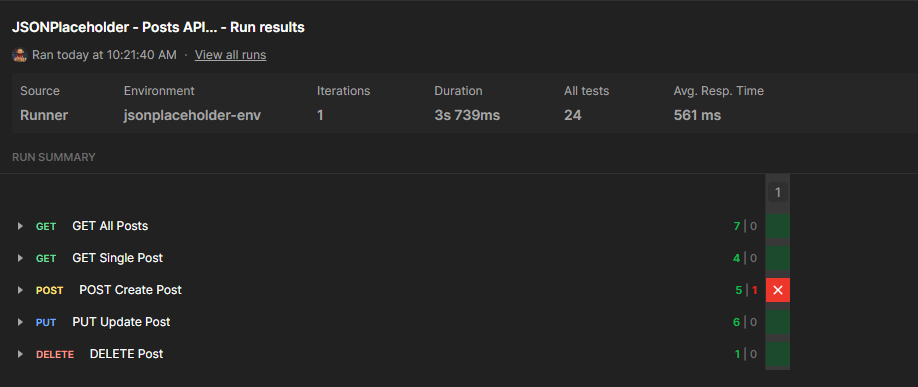 JSONPlaceholder - Posts API... - Run results
Ran today at 10:21:40 AM · View all runs
Source Environment Iterations Duration All tests Avg. Resp. Time
Runner jsonplaceholder-env 1 3s 739ms 24 561 ms
RUN SUMMARY
1
GET GET All Posts 7 | 0
GET GET Single Post 4 | 0
POST POST Create Post 5 | 1
PUT PUT Update Post 6 | 0
DELETE DELETE Post 1 | 0